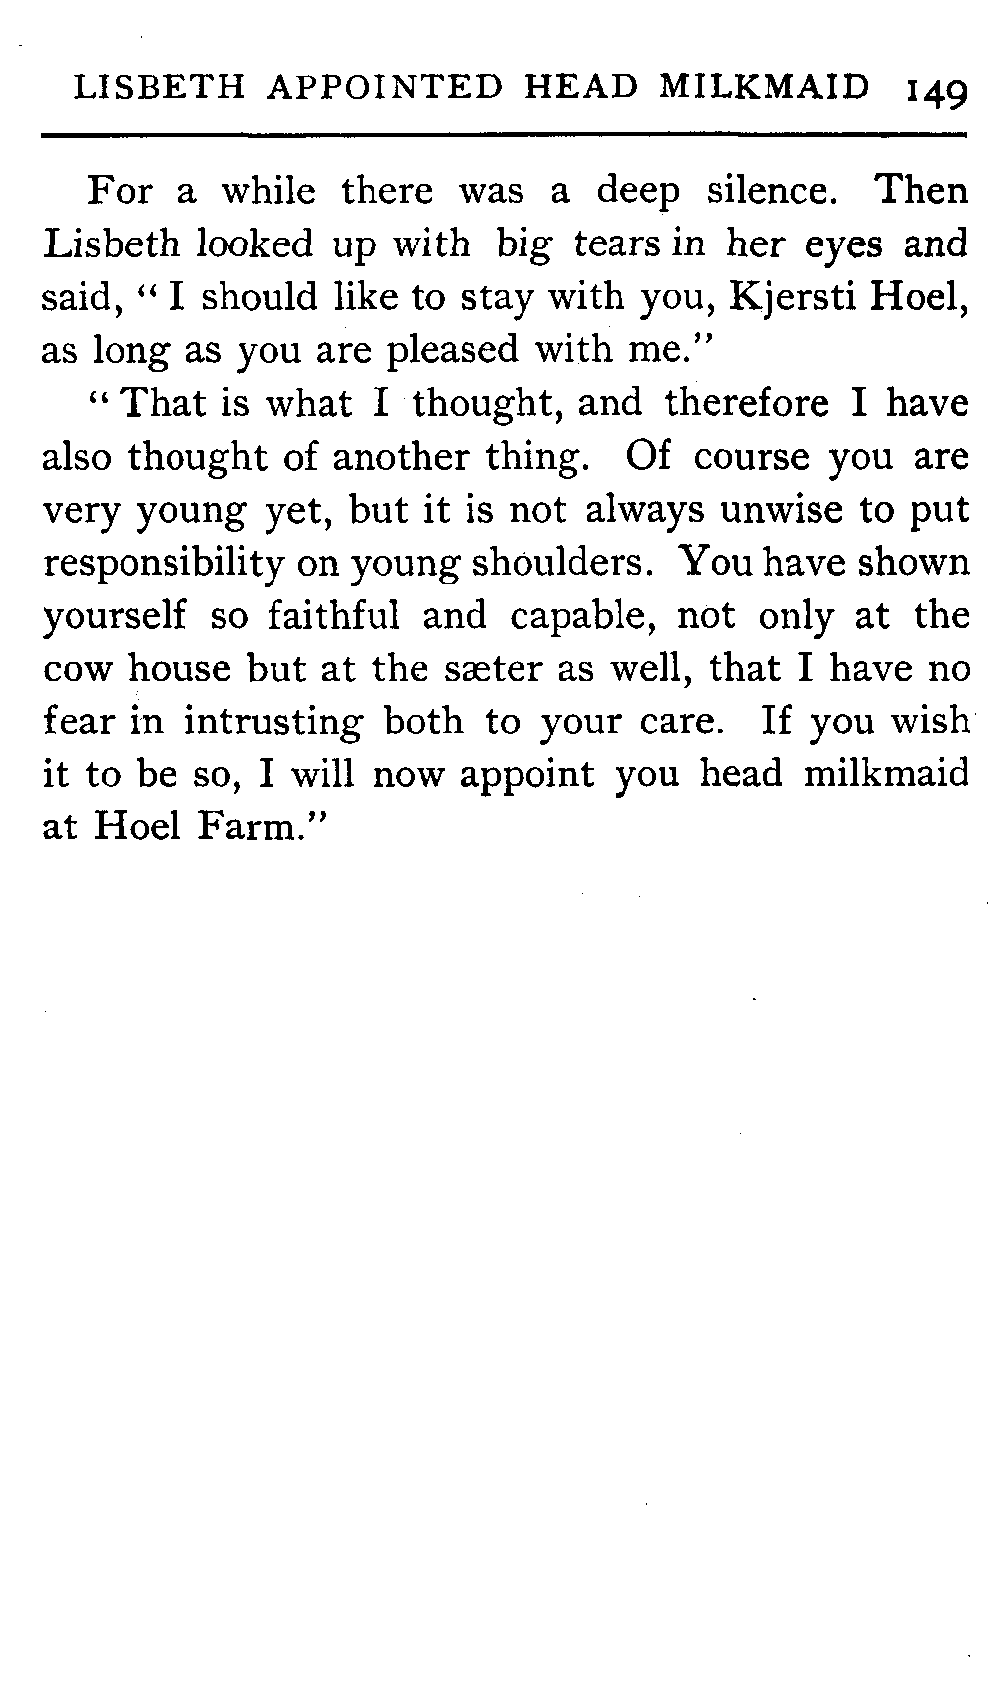 LISBETH APPOINTED HEAD MILKMAID 149
For a while there was a deep silence. Then
Lisbeth looked up with big tears in her eyes and
said, “ I should like to stay with you, Kjersti Hoel,
as long as you are pleased with me.”
“ That is what I thought, and therefore I have
also thought of another thing. Of course you are
very young yet, but it is not always unwise to put
responsibility on young shoulders. You have shown
yourself so faithful and capable, not only at the
cow house but at the sæter as well, that I have no
fear in intrusting both to your care. If you wish
it to be so, I will now appoint you head milkmaid
at Hoel Farm.”